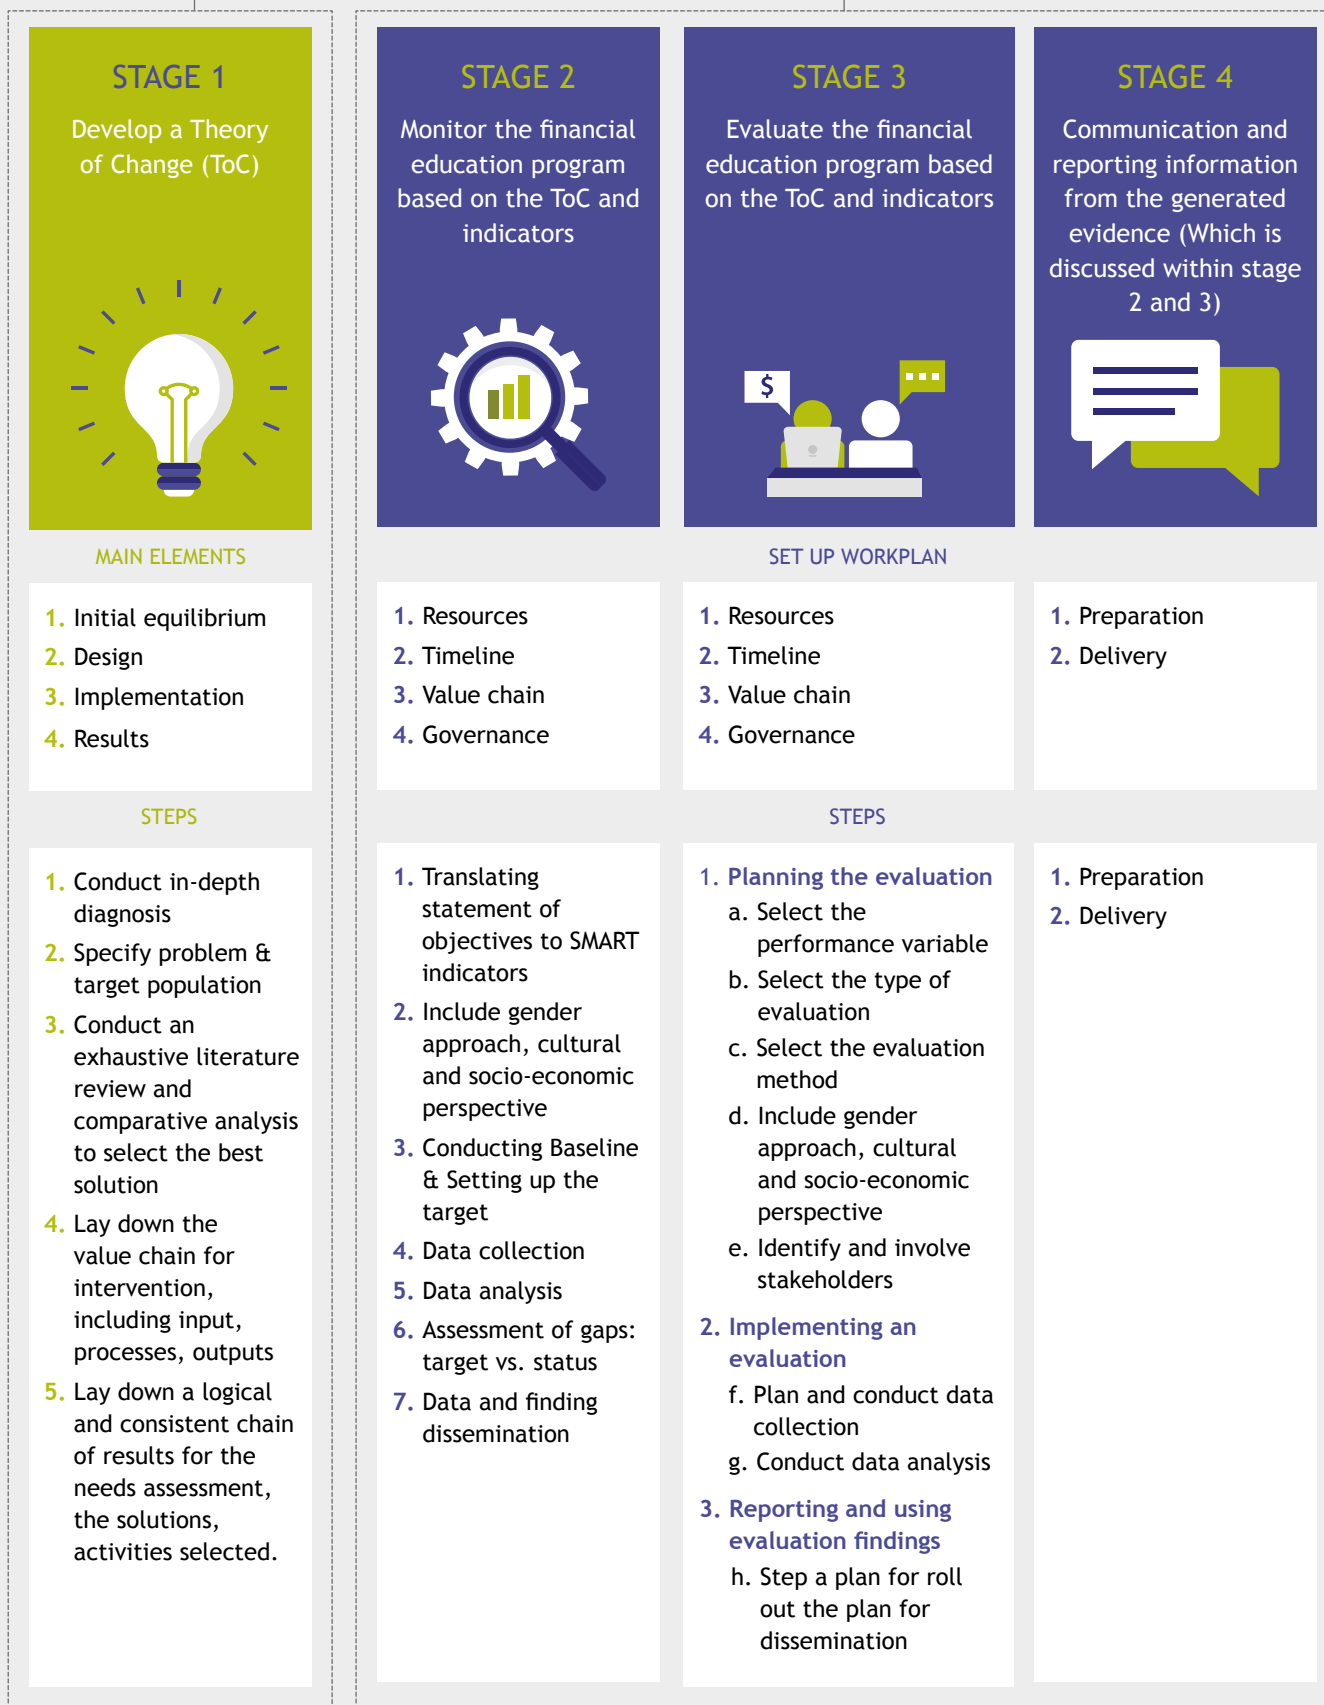 STAGE 1
Develop a Theory
of Change (ToC)
STAGE 2
Monitor the financial
education program
based on the ToC and
indicators
STAGE 3
Evaluate the financial
education program based
on the ToC and indicators
$
STAGE 4
Communication and
reporting information
from the generated
evidence (Which is
discussed within stage
2 and 3)
MAIN ELEMENTS
1. Initial equilibrium
2. Design
3. Implementation
4. Results
SET UP WORKPLAN
1. Resources
2. Timeline
3. Value chain
4. Governance
1. Resources
2. Timeline
3. Value chain
4. Governance
1. Preparation
2. Delivery
STEPS
1. Conduct in-depth
diagnosis
2. Specify problem &
target population
3. Conduct an
exhaustive literature
review and
comparative analysis
to select the best
solution
4. Lay down the
value chain for
intervention,
including input,
processes, outputs
5. Lay down a logical
and consistent chain
of results for the
needs assessment,
the solutions,
activities selected.
STEPS
1. Translating
statement of
objectives to SMART
indicators
2. Include gender
approach, cultural
and socio-economic
perspective
3. Conducting Baseline
& Setting up the
target
4. Data collection
5. Data analysis
6. Assessment of gaps:
target vs. status
7. Data and finding
dissemination
1. Planning the evaluation
a. Select the
performance variable
b. Select the type of
evaluation
c. Select the evaluation
method
d. Include gender
approach, cultural
and socio-economic
perspective
e. Identify and involve
stakeholders
2. Implementing an
evaluation
f. Plan and conduct data
collection
g. Conduct data analysis
3. Reporting and using
evaluation findings
h. Step a plan for roll
out the plan for
dissemination
1. Preparation
2. Delivery